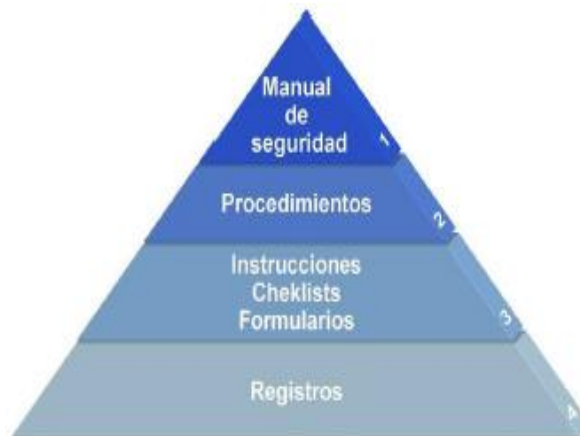 Manual
de
seguridad
1
Procedimientos
2
Instrucciones
Cheklists
Formularios
3
Registros
4